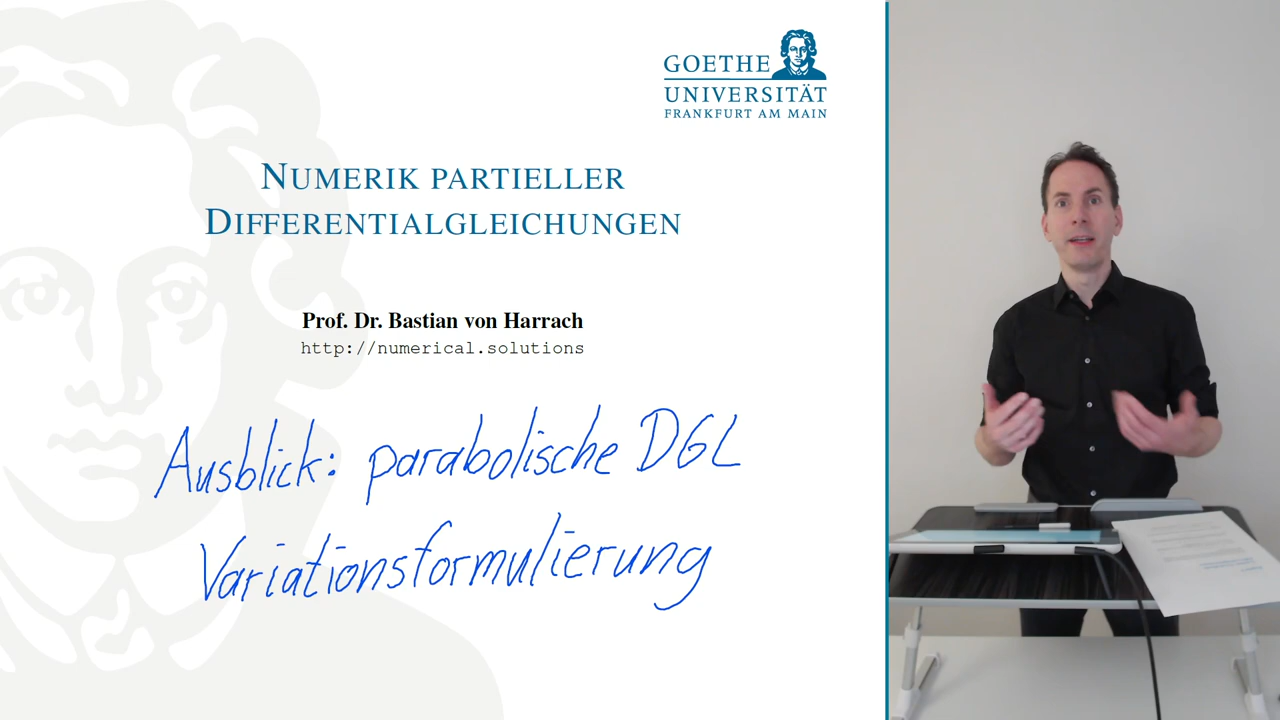 GOETHE
UNIVERSITÄT
FRANKFURT AM MAIN
NUMERIK PARTIELLER
DIFFERENTIALGLEICHUNGEN
Prof. Dr. Bastian von Harrach
http://numerical.solutions
Ausblick: parabolische DGL
Variationsformulierung